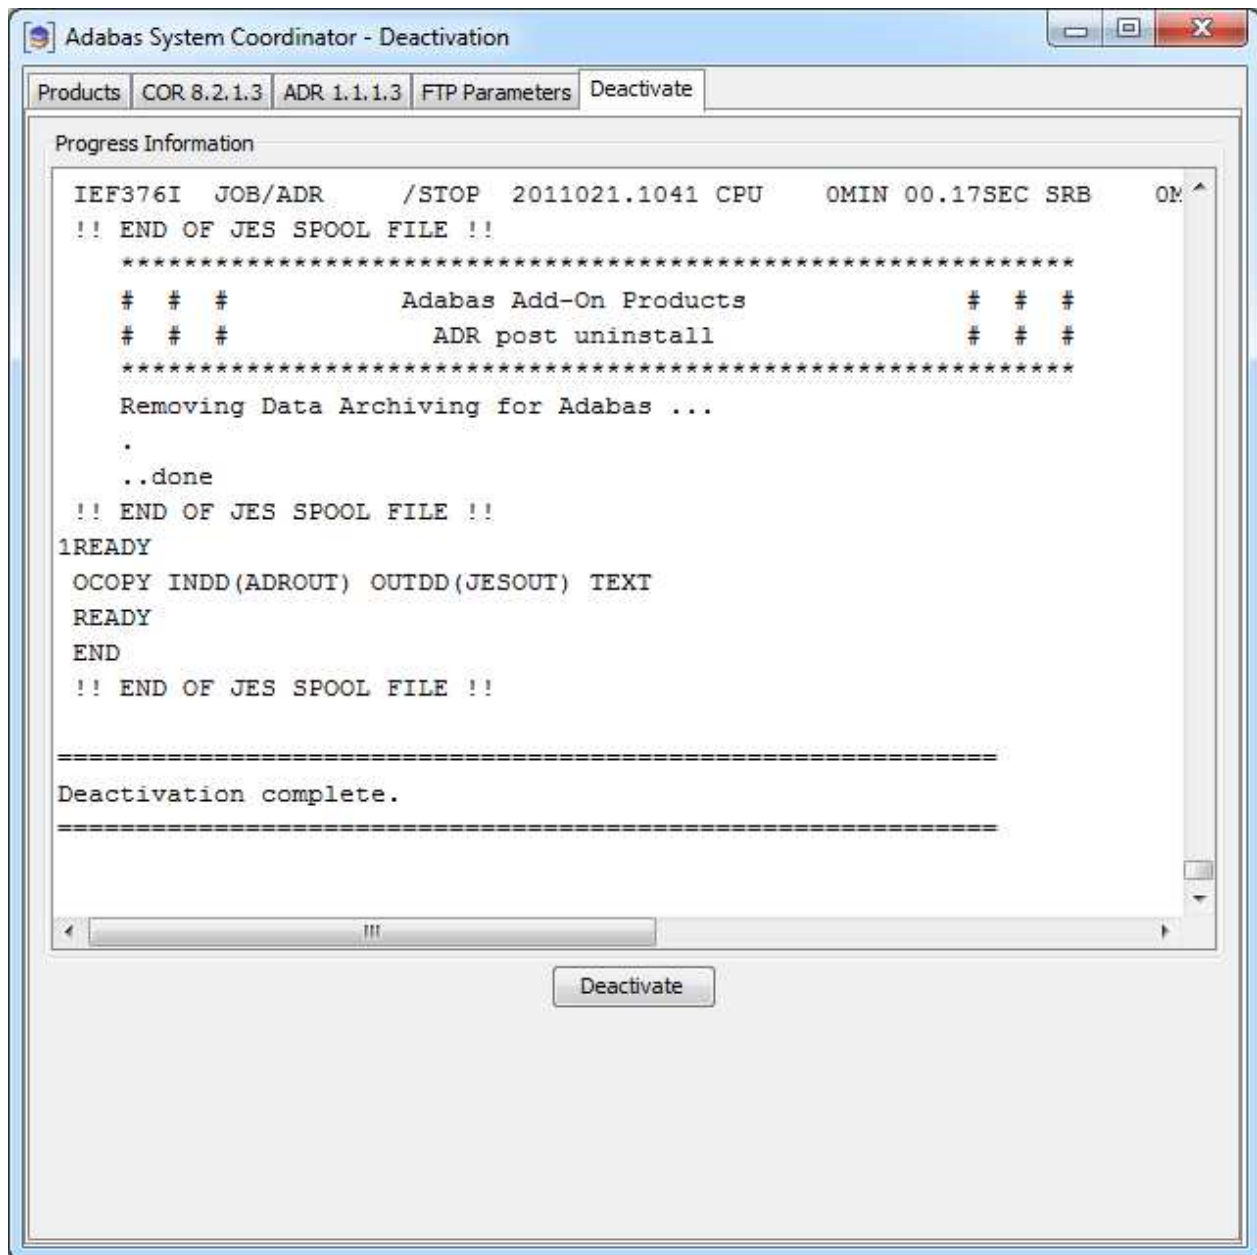 Adabas System Coordinator - Deactivation
Products COR 8.2.1.3 ADR 1.1.1.3 FTP Parameters Deactivate
Progress Information
IEF376I  JOB/ADR     /STOP  2011021.1041 CPU    0MIN 00.17SEC SRB    0M
!! END OF JES SPOOL FILE !!
*************************************************************
# # #           Adabas Add-On Products              # # #
# # #             ADR post uninstall                # # #
*************************************************************
Removing Data Archiving for Adabas ...
.
..done
!! END OF JES SPOOL FILE !!
1READY
OCOPY INDD(ADROUT) OUTDD(JESOUT) TEXT
READY
END
!! END OF JES SPOOL FILE !!
============================================================
Deactivation complete.
============================================================
Deactivate